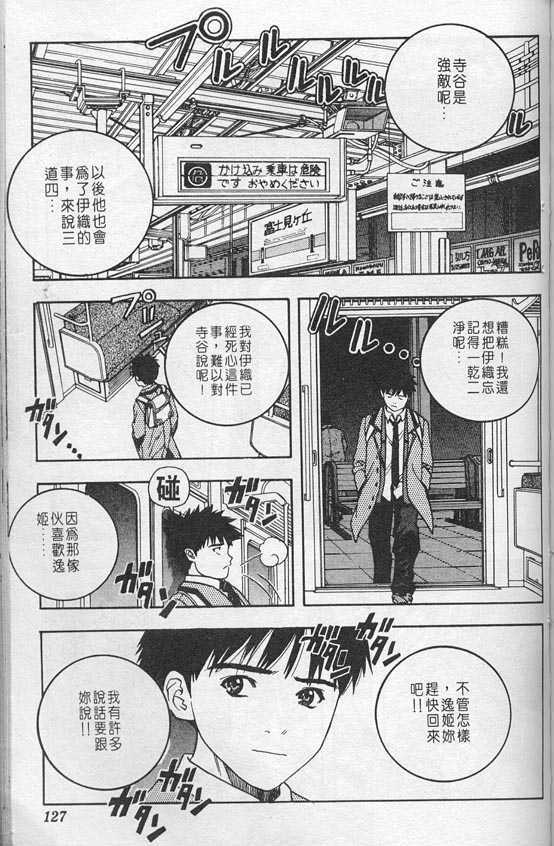 プルルルルル
寺谷是
強敵呢…
以後他也會
為了伊織的
事，來說三
道四…
かけ込み乗車は危険
です おやめください
ご注意
富士見ヶ丘
PeR
糟糕！我還
想把伊織忘
記得一乾二
淨呢…
ルル…
プシュー
我對伊織已
經死心這件
事，難以對
寺谷說呢！
ガタン…
碰
ガタン
因為那傢
伙喜歡逸
姬……
ガタン
ガタン
ガタン
不管怎樣
，逸姬妳
趕快回來
吧!!
我有許多
說話要跟
妳說!!
ガタン
ガタン
127